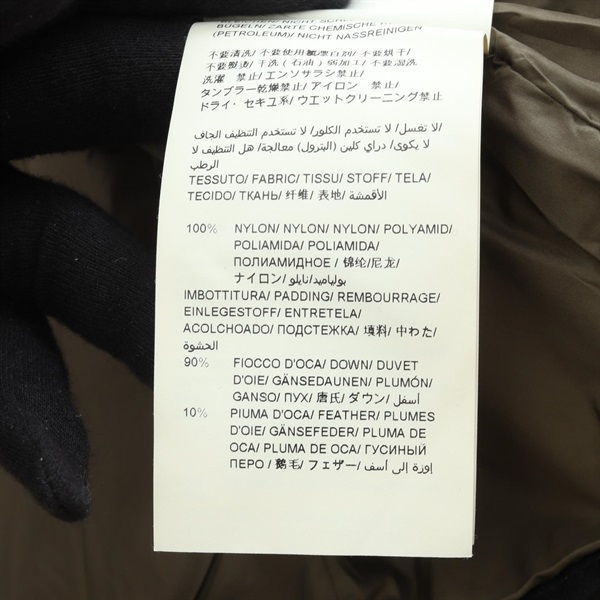 BÜGELN/ ZARTE CHEMISCHE
(PETROLEUM)/ NICHT NASSREINIGEN
不要清洗/ 不要使用氯漂白剂/ 不要烘干/
不要熨烫/ 干洗 (石油) 弱加工/ 不要湿洗
洗濯 禁止/ エンソサラシ禁止/
タンブラー乾燥禁止/ アイロン 禁止/
ドライ・セキユ系/ ウエットクリーニング禁止
لا تغسل/ لا تستخدم الكلور/ لا تستخدم التنظيف الجاف/
لا يكوى/ دراي كلين (البترول) معالجة/ هل التنظيف لا
الرطب
TESSUTO/ FABRIC/ TISSU/ STOFF/ TELA/
TECIDO/ ТКАНЬ/ 纤维/ 表地/ الأقمشة/
100% NYLON/ NYLON/ NYLON/ POLYAMID/
POLIAMIDA/ POLIAMIDA/
ПОЛИАМИДНОЕ / 锦纶/尼龙/
ナイロン/ بولياميد/نايلو/
IMBOTTITURA/ PADDING/ REMBOURRAGE/
EINLEGESTOFF/ ENTRETELA/
ACOLCHOADO/ ПОДСТЕЖКА/ 填料/ 中わた/
الحشوة
90% FIOCCO D'OCA/ DOWN/ DUVET
D'OIE/ GÄNSEDAUNEN/ PLUMÓN/
GANSO/ ПУХ/ 唐氏/ ダウン/ أسفل/
10% PIUMA D'OCA/ FEATHER/ PLUMES
D'OIE/ GÄNSEFEDER/ PLUMA DE
OCA/ PLUMA DE OCA/ ГУСИНЫЙ
ПЕРО / 鹅毛/ フェザー/ إوزة إلى أسف/